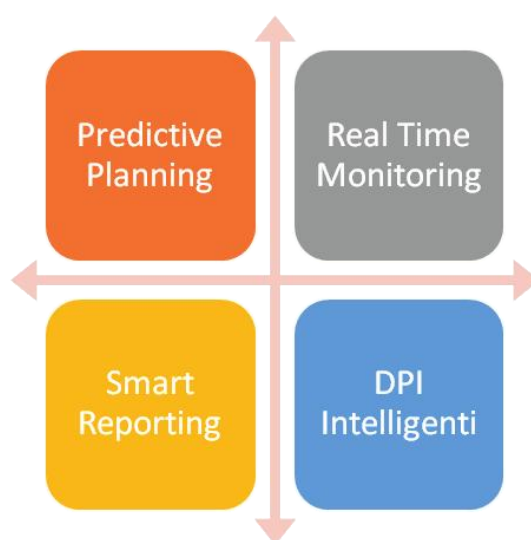 Predictive
Planning
Real Time
Monitoring
Smart
Reporting
DPI
Intelligenti